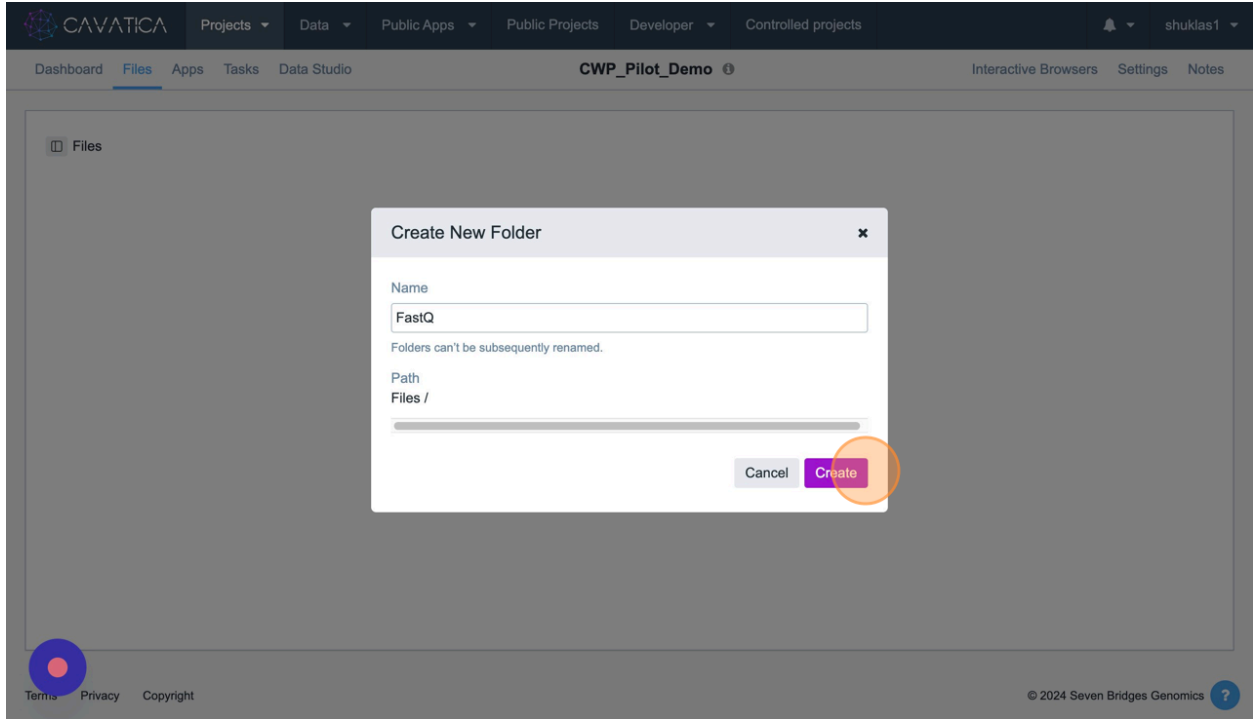 CAVATICA Projects Data Public Apps Public Projects Developer Controlled projects shuklas1
Dashboard Files Apps Tasks Data Studio CWP_Pilot_Demo Interactive Browsers Settings Notes
Files
Create New Folder
Name
FastQ
Folders can't be subsequently renamed.
Path
Files /
Cancel Create
Terms Privacy Copyright © 2024 Seven Bridges Genomics ?